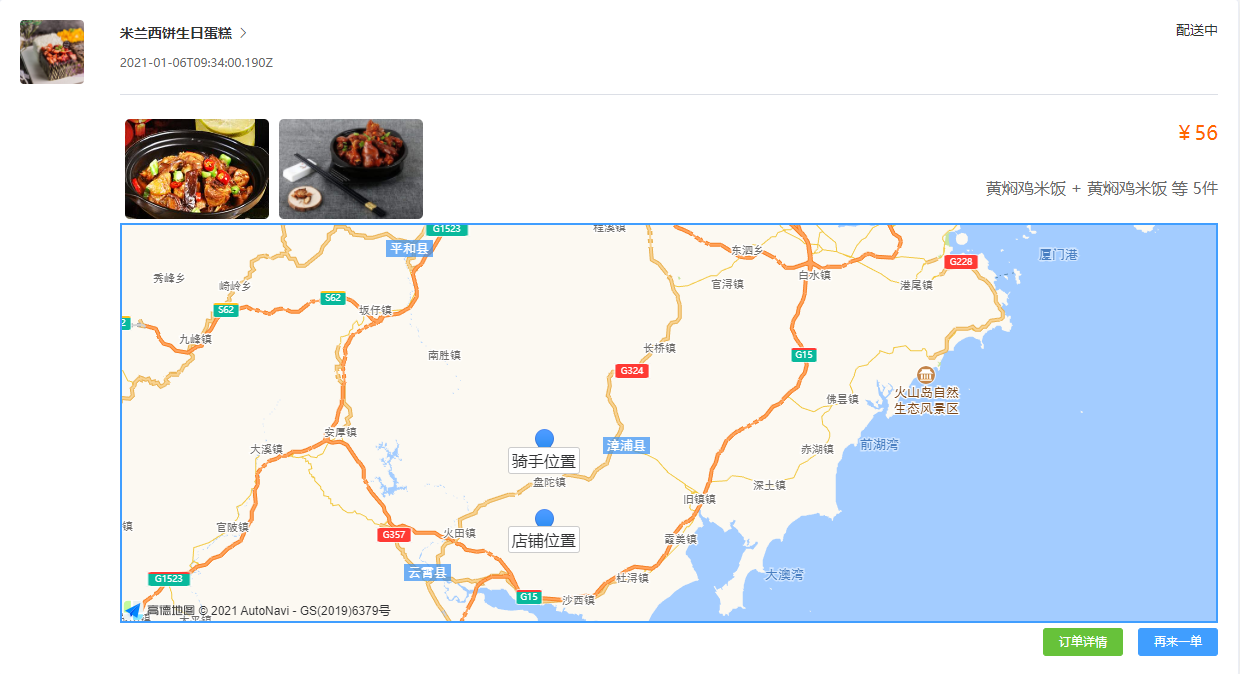 米兰西饼生日蛋糕
配送中
2021-01-06T09:34:00.190Z
¥ 56
黄焖鸡米饭 + 黄焖鸡米饭 等 5件
G1523
程溪镇
平和县
东泗乡
厦门港
G228
秀峰乡
崎岭乡
官浔镇
白水镇
港尾镇
S62
S62
坂仔镇
2
九峰镇
南胜镇
长桥镇
G15
G324
火山岛自然
生态风景区
佛昙镇
安厚镇
大溪镇
漳浦县
前湖湾
赤湖镇
骑手位置
盘陀镇
深土镇
旧镇镇
镇
官陂镇
店铺位置
G357
火田镇
霞美镇
云霄县
G1523
杜浔镇
大澳湾
G15
沙西镇
高德地图 © 2021 AutoNavi - GS(2019)6379号
太平镇
订单详情
再来一单